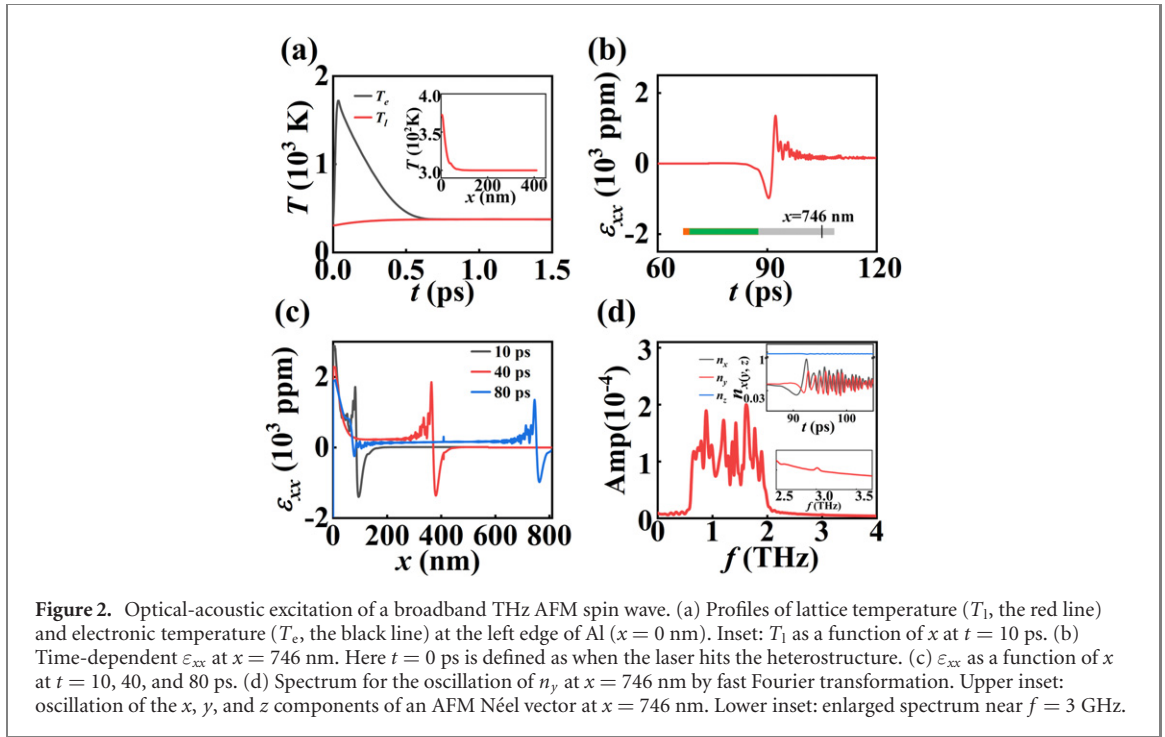 (a)
2
1
0
T (10³ K)
Tₑ
Tₗ
4.0
3.5
3.0
T (10²K)
0 200 400
x (nm)
0.0 0.5 1.0 1.5
t (ps)
(b)
2
0
-2
εₓₓ (10³ ppm)
x=746 nm
60 90 120
t (ps)
(c)
2
0
-2
εₓₓ (10³ ppm)
10 ps
40 ps
80 ps
0 200 400 600 800
x (nm)
(d)
3
2
1
0
Amp(10⁻⁴)
nₓ
n_y
n_z
1
0.03
n_x(y, z)
90 100
t (ps)
2.5 3.0 3.5
f (THz)
0 1 2 3 4
f (THz)
Figure 2. Optical-acoustic excitation of a broadband THz AFM spin wave. (a) Profiles of lattice temperature (Tₗ, the red line)
and electronic temperature (Tₑ, the black line) at the left edge of Al (x = 0 nm). Inset: Tₗ as a function of x at t = 10 ps. (b)
Time-dependent εₓₓ at x = 746 nm. Here t = 0 ps is defined as when the laser hits the heterostructure. (c) εₓₓ as a function of x
at t = 10, 40, and 80 ps. (d) Spectrum for the oscillation of n_y at x = 746 nm by fast Fourier transformation. Upper inset:
oscillation of the x, y, and z components of an AFM Néel vector at x = 746 nm. Lower inset: enlarged spectrum near f = 3 GHz.